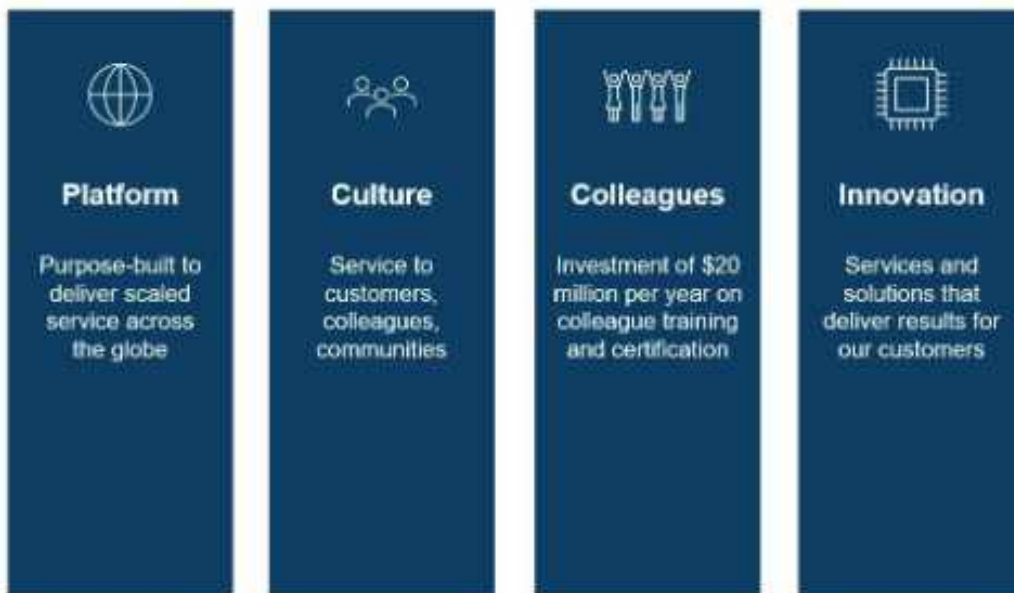 Platform
Purpose-built to
deliver scaled
service across
the globe
Culture
Service to
customers,
colleagues,
communities
Colleagues
Investment of $20
million per year on
colleague training
and certification
Innovation
Services and
solutions that
deliver results for
our customers